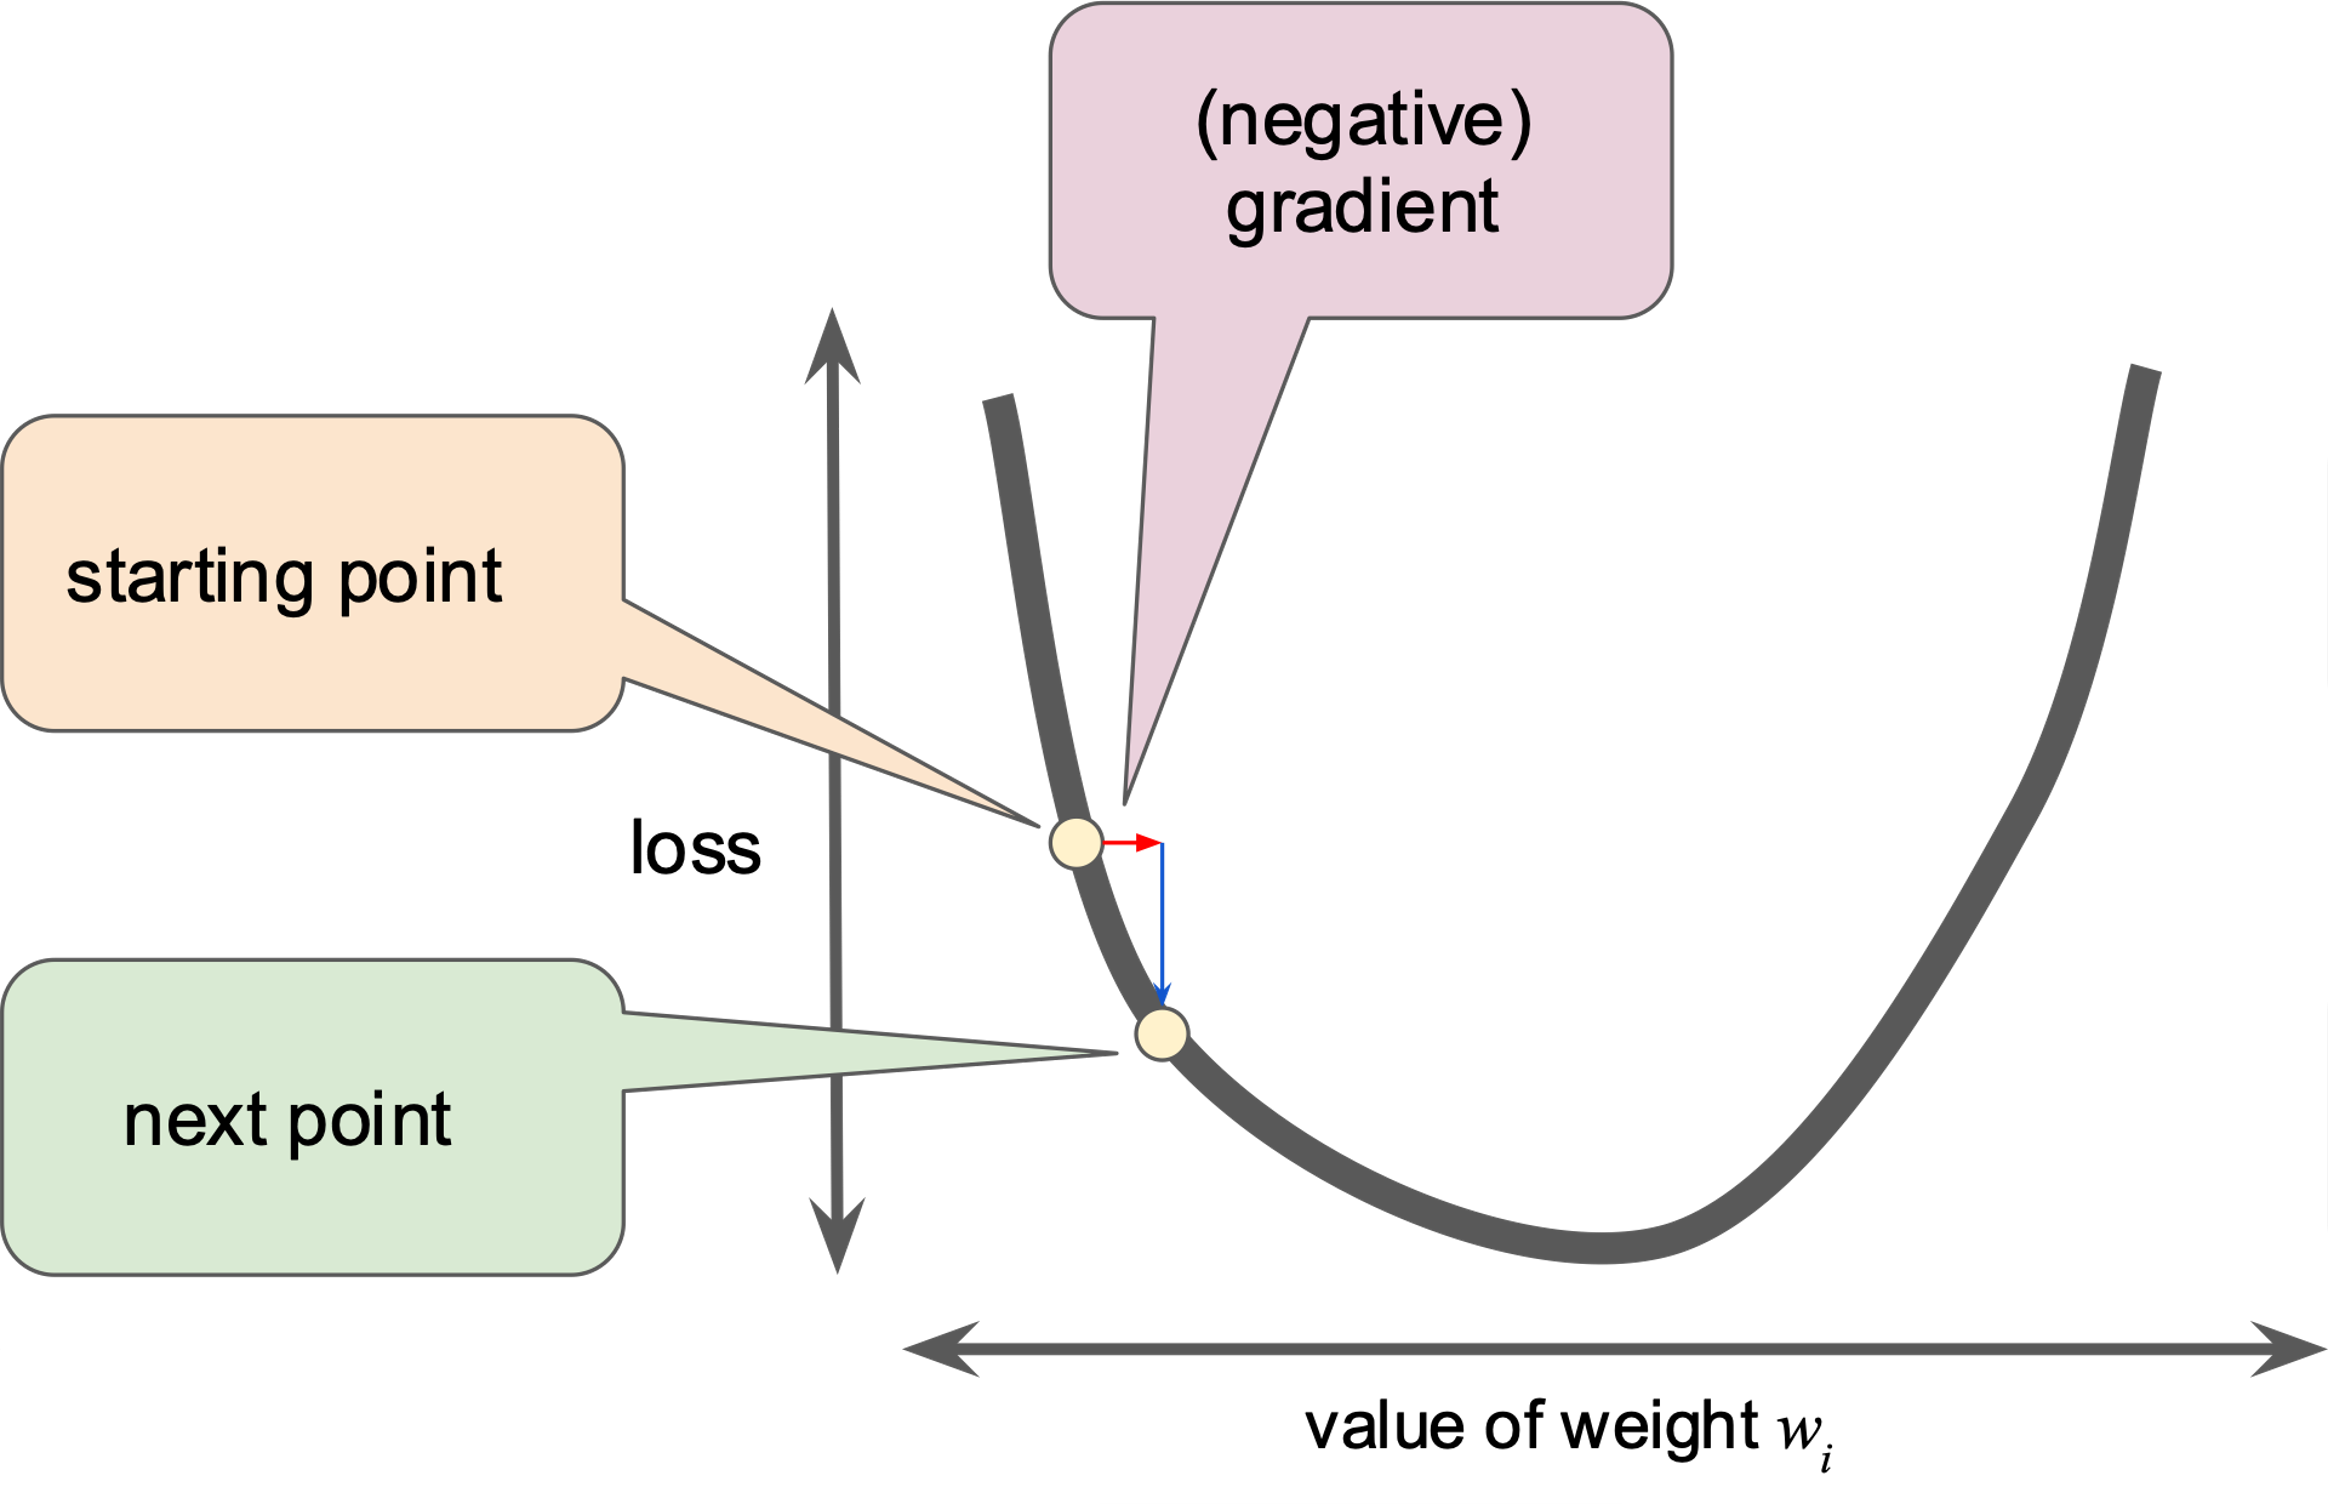 (negative)
gradient
starting point
loss
next point
value of weight wᵢ